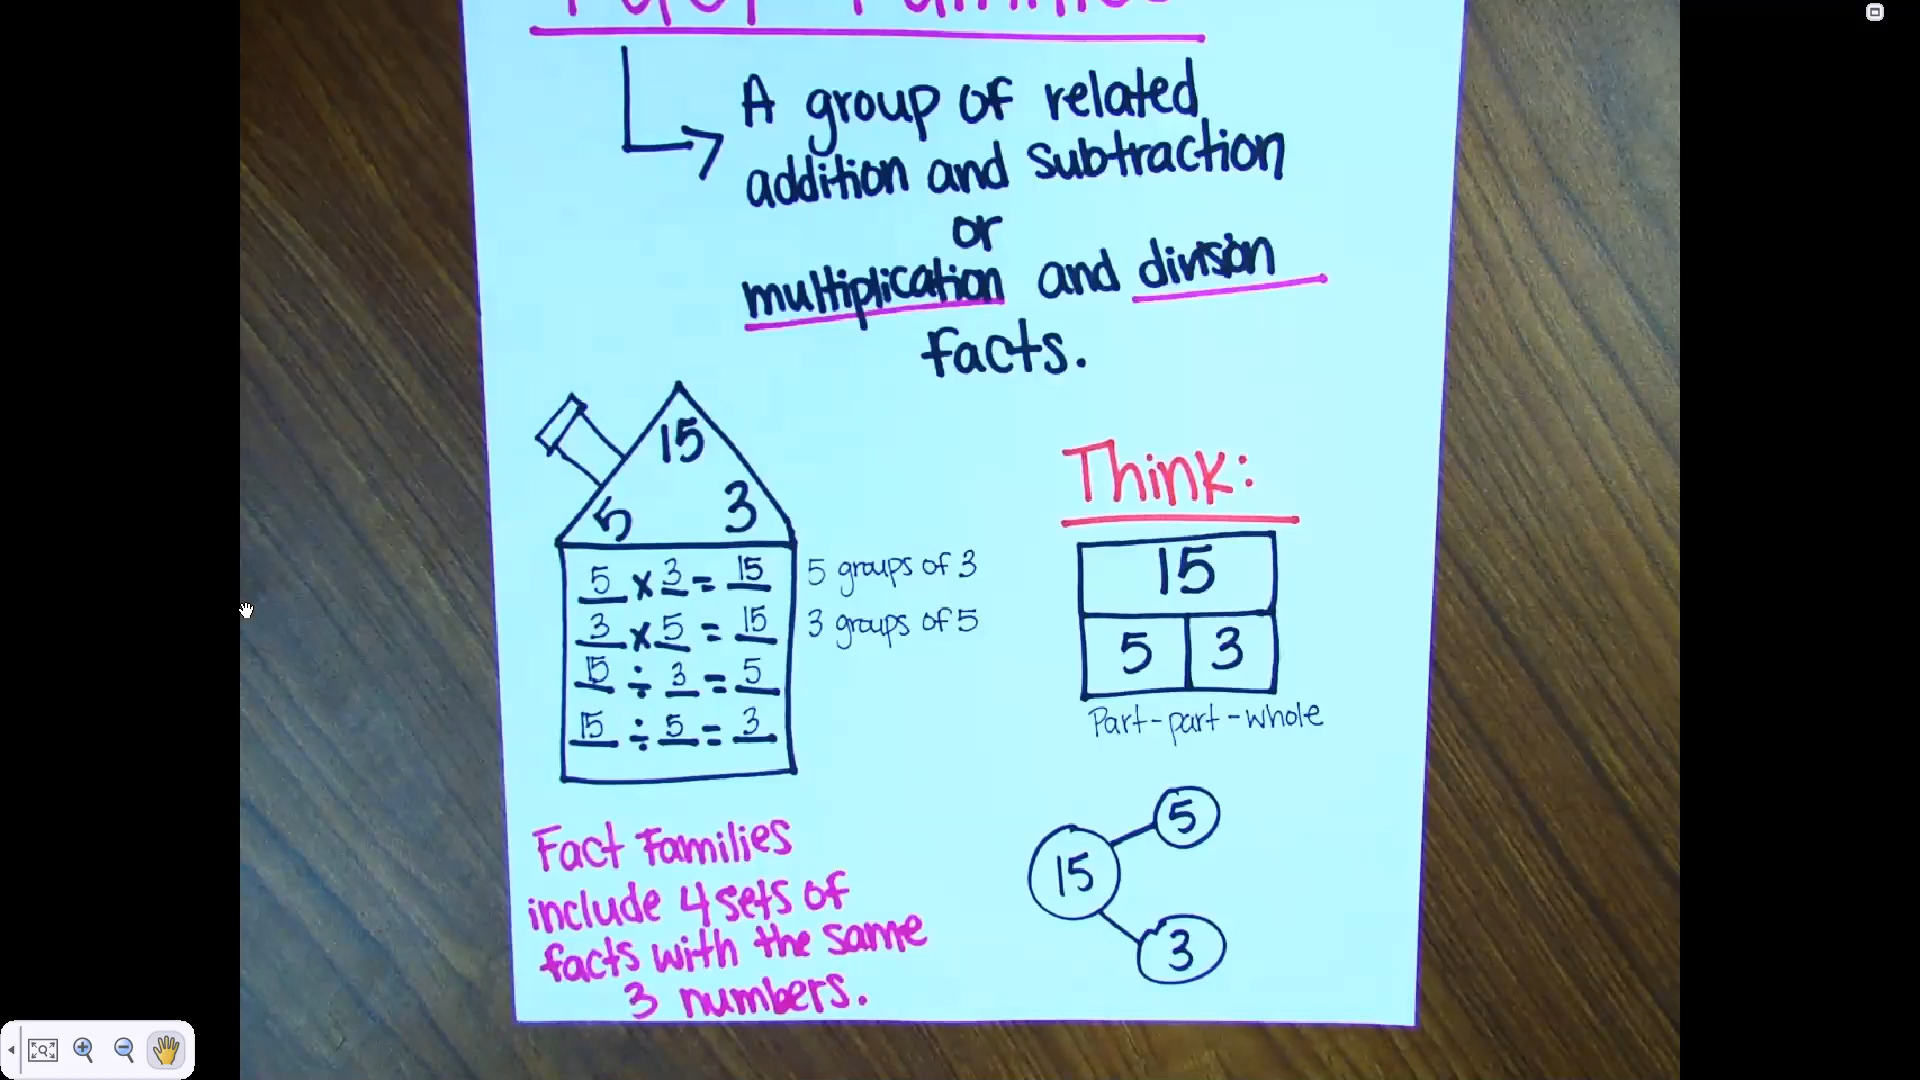 Fact Families
A group of related
addition and subtraction
or
multiplication and division
facts.
15
5 3
5 x 3 = 15 5 groups of 3
3 x 5 = 15 3 groups of 5
15 ÷ 3 = 5
15 ÷ 5 = 3
Think:
15
5 3
Part-part-whole
5
15
3
Fact Families
include 4 sets of
facts with the same
3 numbers.